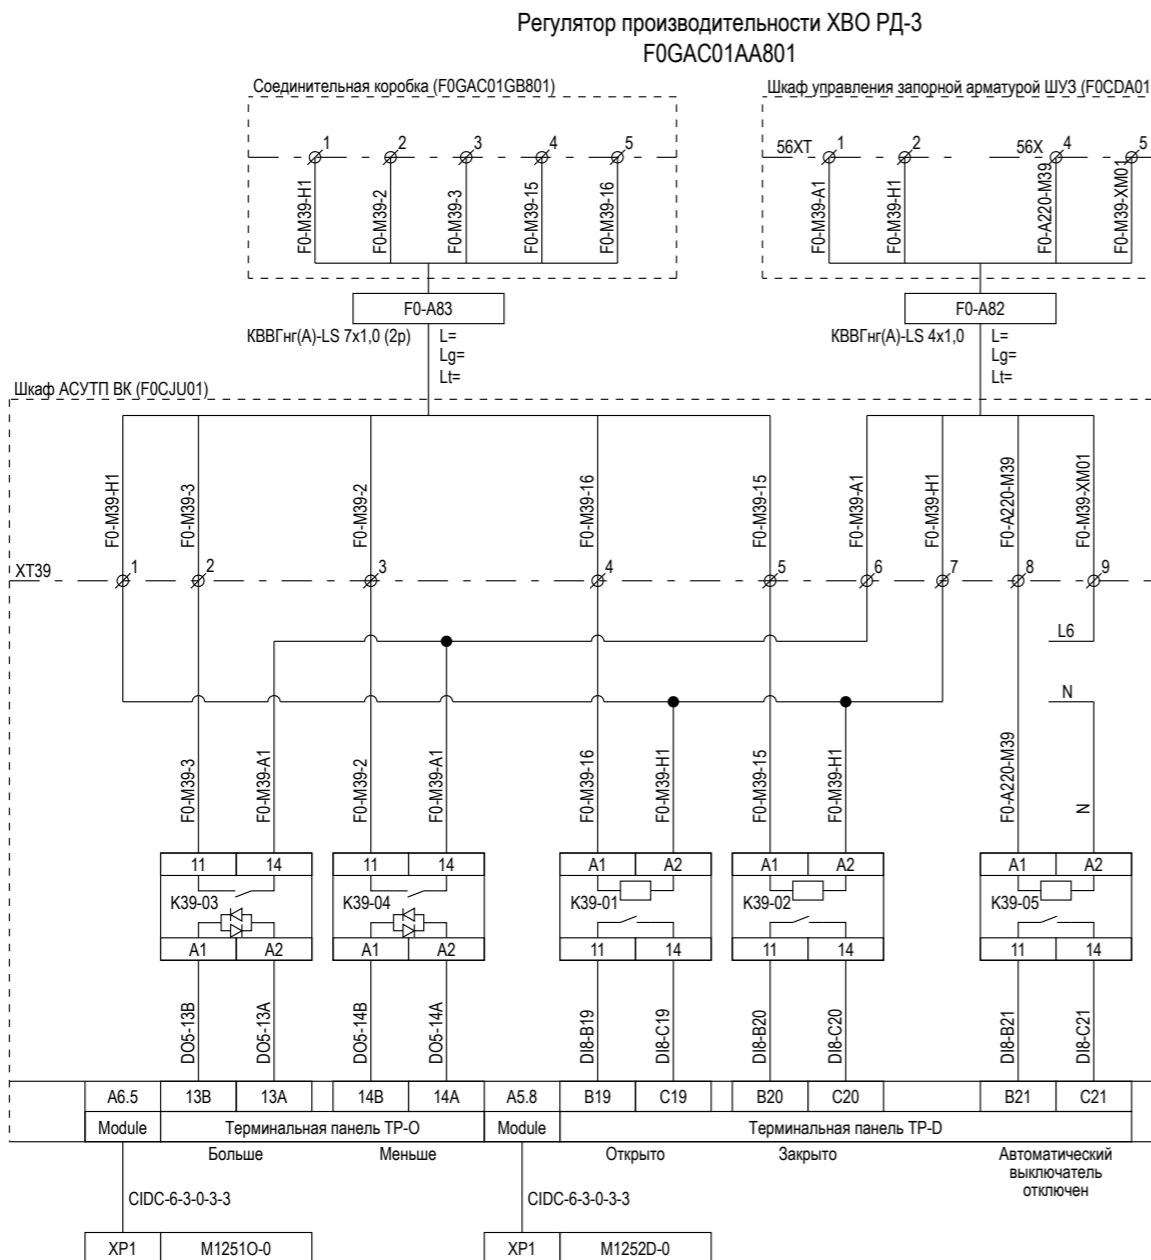 Регулятор производительности ХВО РД-3
F0GAC01AA801
Соединительная коробка (F0GAC01GB801)
Шкаф управления запорной арматурой ШУЗ (F0CDA01
1 2 3 4 5
56XT 1 2 56X 4 5
F0-M39-H1 F0-M39-2 F0-M39-3 F0-M39-15 F0-M39-16
F0-M39-A1 F0-M39-H1 F0-A220-M39 F0-M39-XM01
F0-A83
F0-A82
КВВГнг(А)-LS 7x1,0 (2р)
L=
Lg=
Lt=
КВВГнг(А)-LS 4x1,0
L=
Lg=
Lt=
Шкаф АСУТП ВК (F0CJU01)
F0-M39-H1 F0-M39-3 F0-M39-2 F0-M39-16 F0-M39-15 F0-M39-A1 F0-M39-H1 F0-A220-M39 F0-M39-XM01
XT39 1 2 3 4 5 6 7 8 9
L6
N
F0-M39-3 F0-M39-A1 F0-M39-2 F0-M39-A1 F0-M39-16 F0-M39-H1 F0-M39-15 F0-M39-H1 F0-A220-M39 N
11 14 11 14 A1 A2 A1 A2 A1 A2
K39-03 K39-04 K39-01 K39-02 K39-05
A1 A2 A1 A2 11 14 11 14 11 14
DO5-13B DO5-13A DO5-14B DO5-14A DI8-B19 DI8-C19 DI8-B20 DI8-C20 DI8-B21 DI8-C21
A6.5 13B 13A 14B 14A A5.8 B19 C19 B20 C20 B21 C21
Module Терминальная панель TP-O Module Терминальная панель TP-D
Больше Меньше Открыто Закрыто
Автоматический
выключатель
отключен
CIDC-6-3-0-3-3 CIDC-6-3-0-3-3
XP1 M1251O-0 XP1 M1252D-0